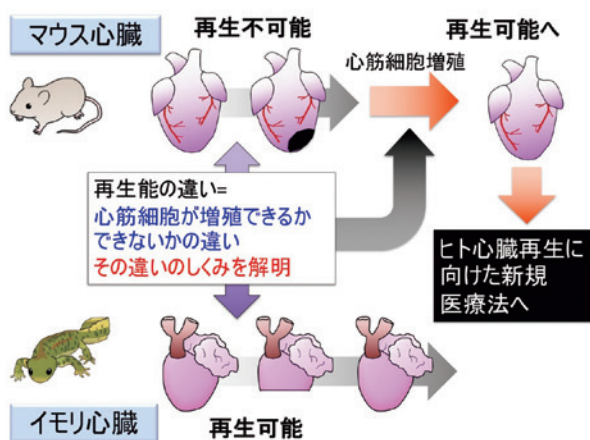 マウス心臓
再生不可能
再生可能へ
心筋細胞増殖
再生能の違い=
心筋細胞が増殖できるか
できないかの違い
その違いのしくみを解明
ヒト心臓再生に
向けた新規
医療法へ
イモリ心臓
再生可能